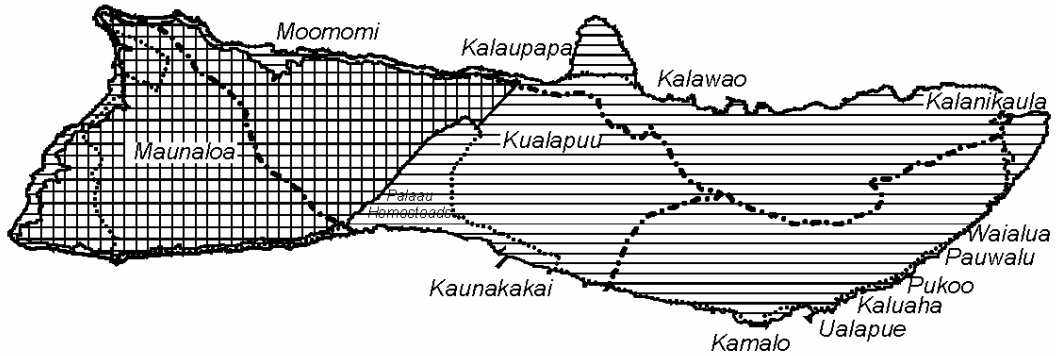 Moomomi
Kalaupapa
Kalawao
Kalanikaula
Kualapuu
Maunaloa
Palaau
Homesteads
Waialua
Pauwalu
Pukoo
Kaunakakai
Kaluaha
Ualapue
Kamalo